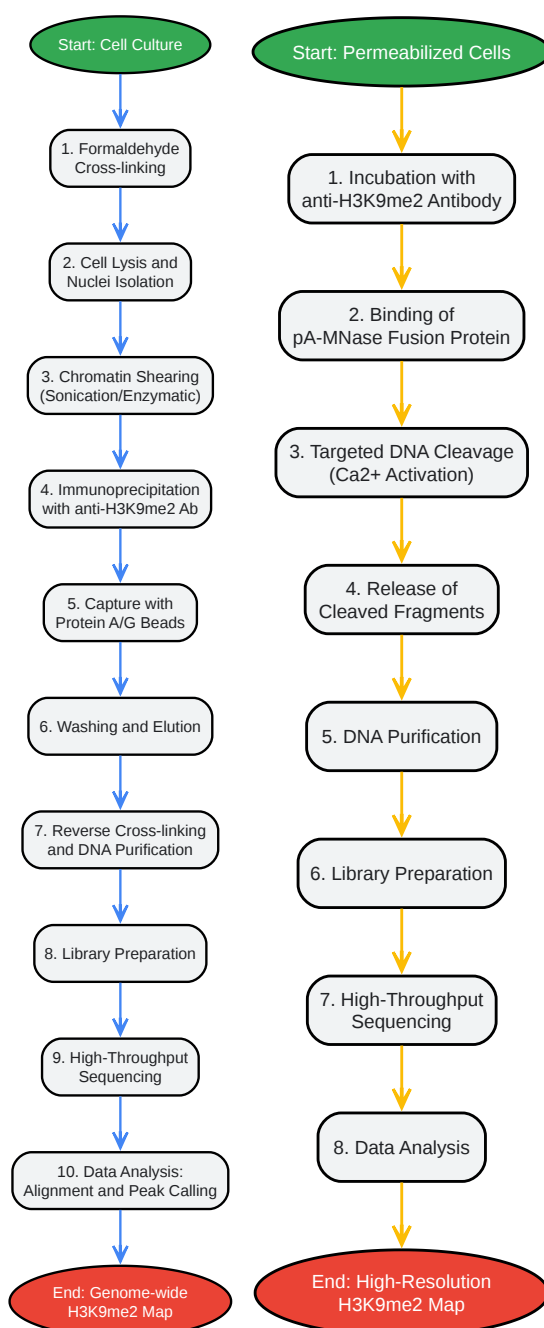 Start: Cell Culture
1. Formaldehyde
Cross-linking
2. Cell Lysis and
Nuclei Isolation
3. Chromatin Shearing
(Sonication/Enzymatic)
4. Immunoprecipitation
with anti-H3K9me2 Ab
5. Capture with
Protein A/G Beads
6. Washing and Elution
7. Reverse Cross-linking
and DNA Purification
8. Library Preparation
9. High-Throughput
Sequencing
10. Data Analysis:
Alignment and Peak Calling
End: Genome-wide
H3K9me2 Map
Start: Permeabilized Cells
1. Incubation with
anti-H3K9me2 Antibody
2. Binding of
pA-MNase Fusion Protein
3. Targeted DNA Cleavage
(Ca2+ Activation)
4. Release of
Cleaved Fragments
5. DNA Purification
6. Library Preparation
7. High-Throughput
Sequencing
8. Data Analysis
End: High-Resolution
H3K9me2 Map